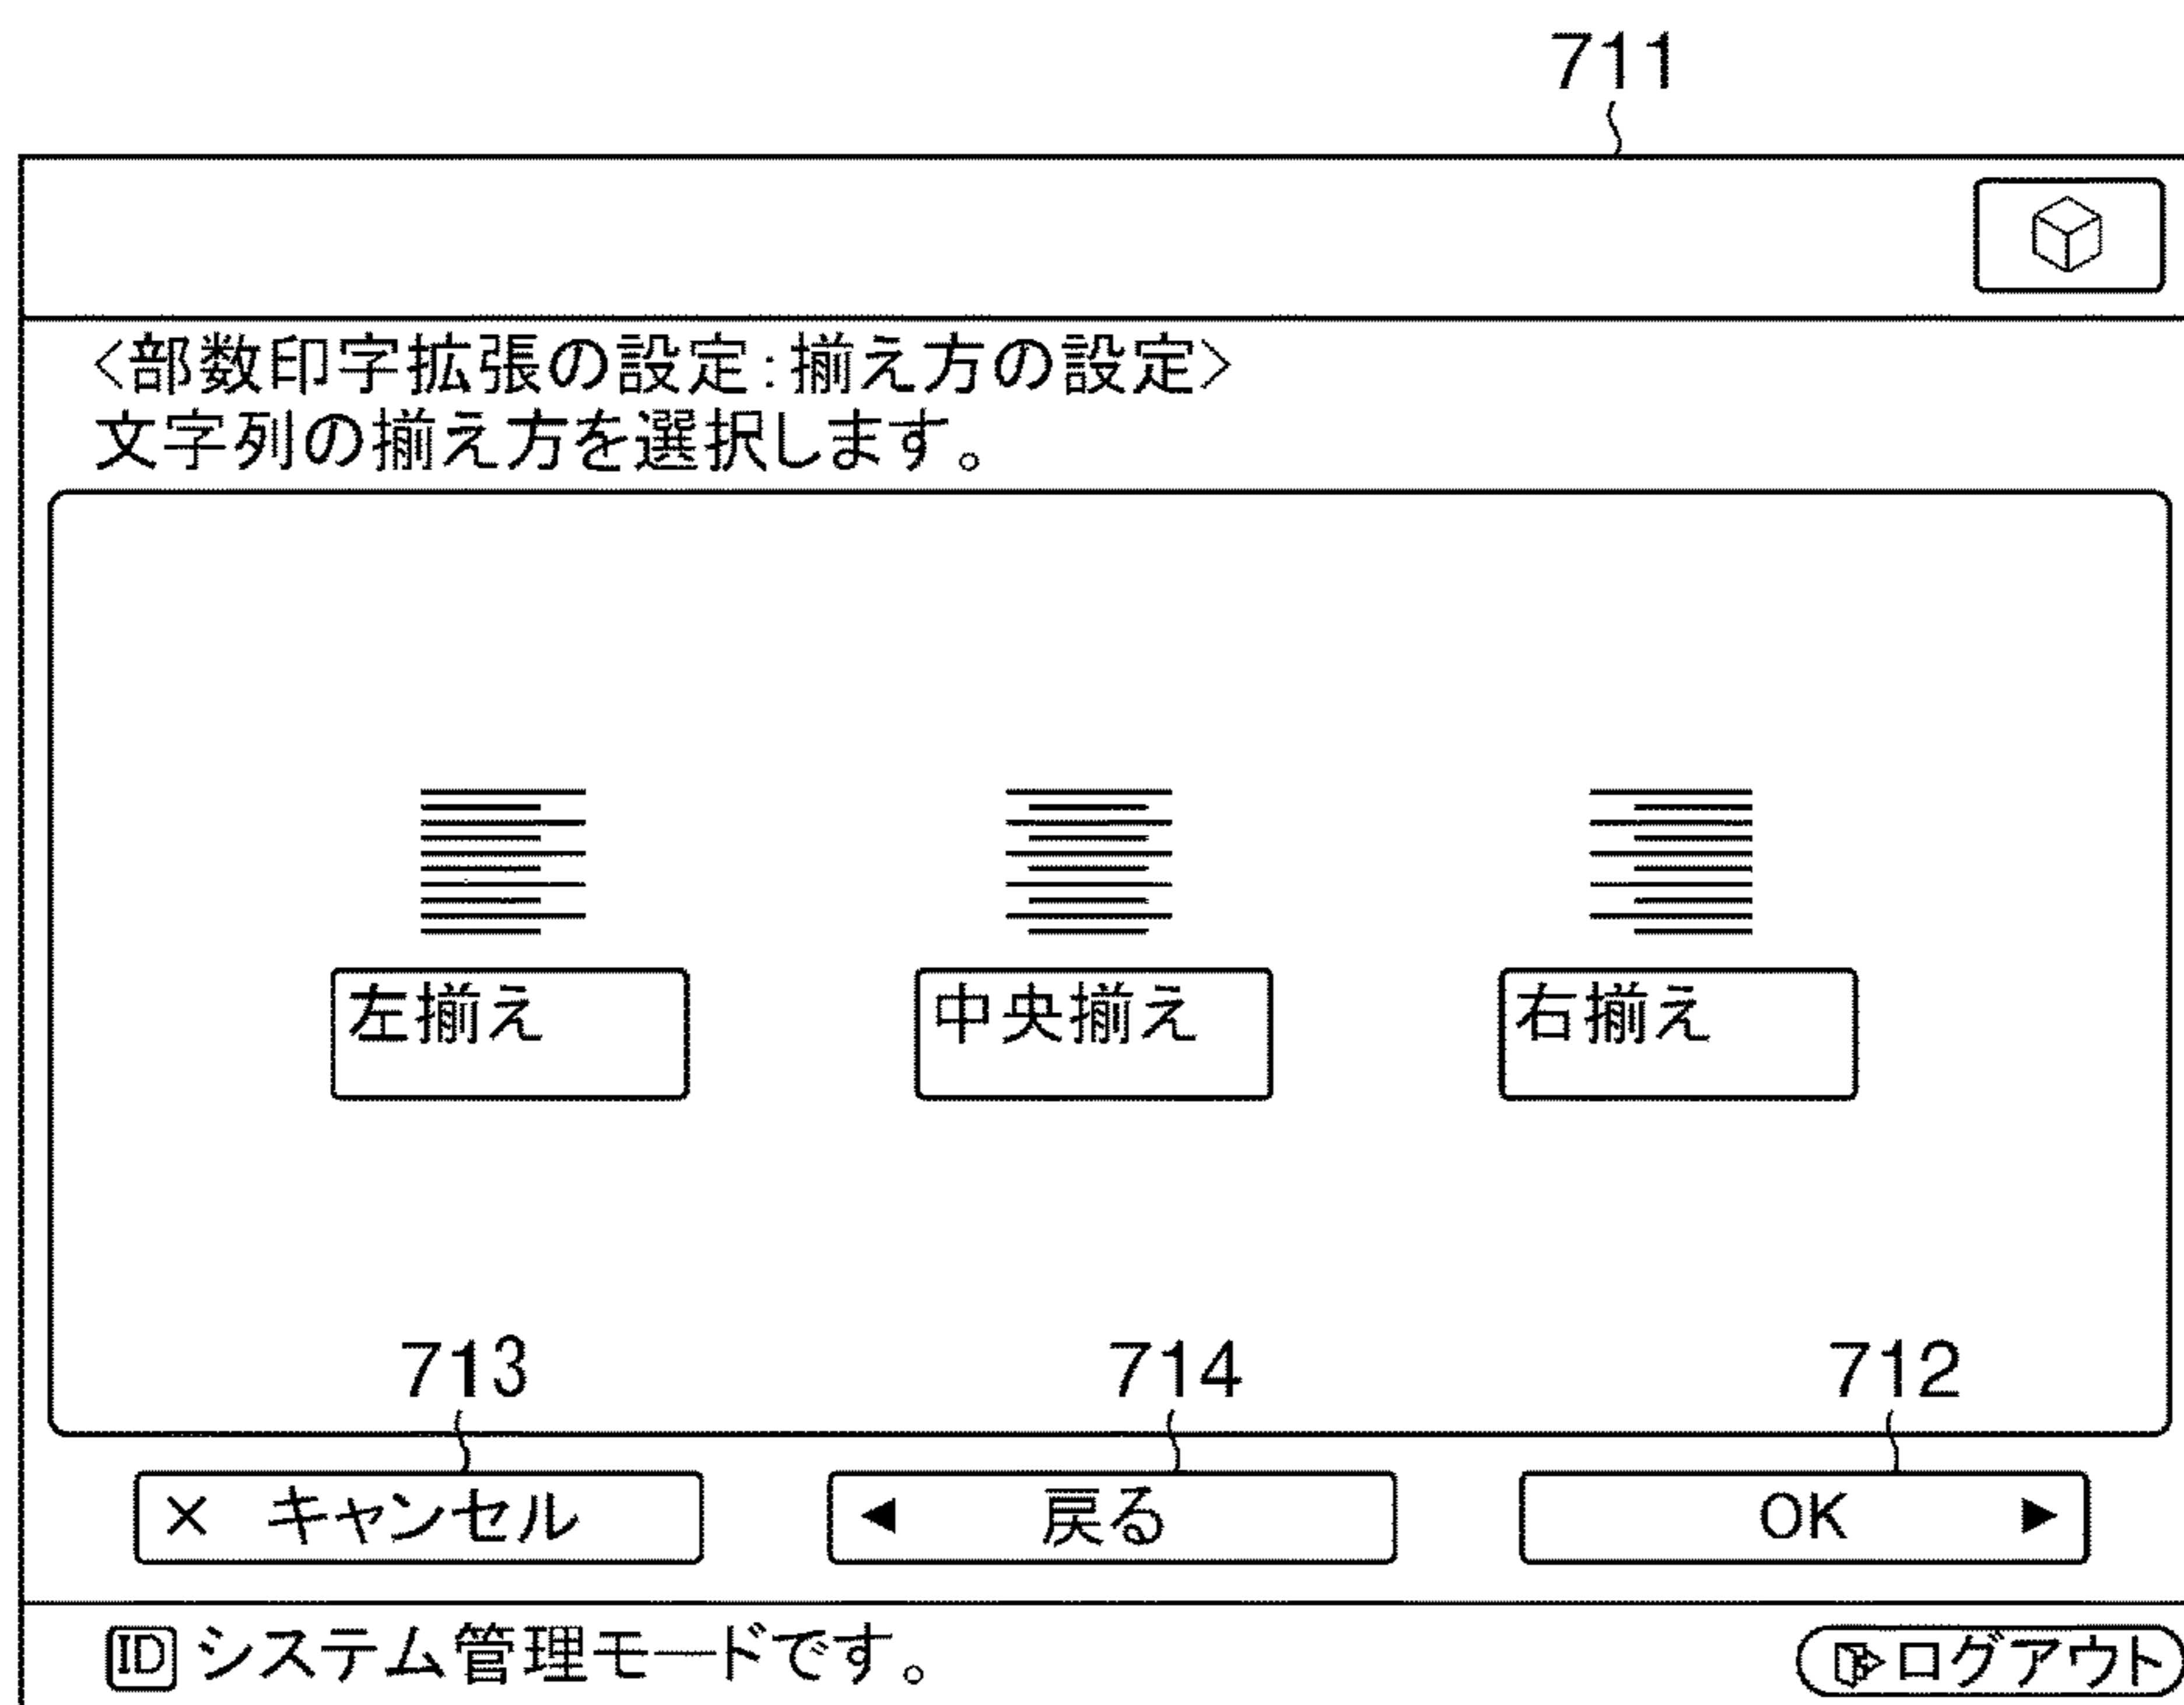 711
<部数印字拡張の設定:揃え方の設定>
文字列の揃え方を選択します。
左揃え
中央揃え
右揃え
713
714
712
× キャンセル
◀ 戻る
OK ▶
ID システム管理モードです。
ログアウト